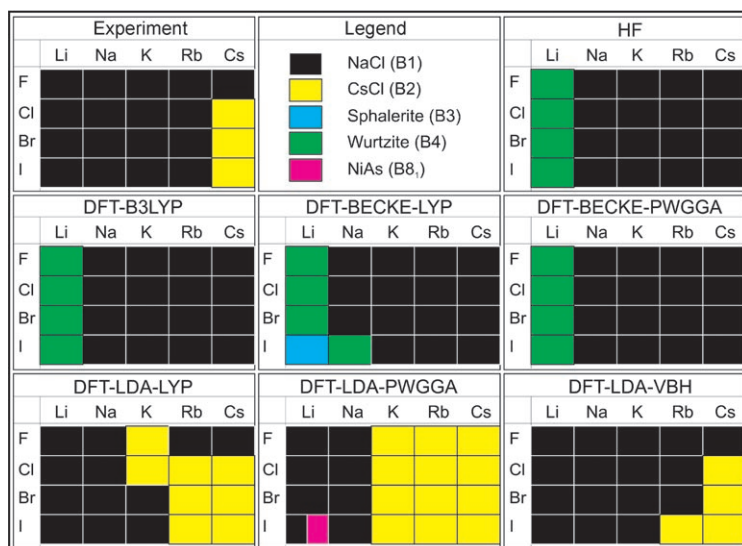 Experiment
Li Na K Rb Cs
F
Cl
Br
I
Legend
NaCl (B1)
CsCl (B2)
Sphalerite (B3)
Wurtzite (B4)
NiAs (B8₁)
HF
Li Na K Rb Cs
F
Cl
Br
I
DFT-B3LYP
Li Na K Rb Cs
F
Cl
Br
I
DFT-BECKE-LYP
Li Na K Rb Cs
F
Cl
Br
I
DFT-BECKE-PWGGA
Li Na K Rb Cs
F
Cl
Br
I
DFT-LDA-LYP
Li Na K Rb Cs
F
Cl
Br
I
DFT-LDA-PWGGA
Li Na K Rb Cs
F
Cl
Br
I
DFT-LDA-VBH
Li Na K Rb Cs
F
Cl
Br
I